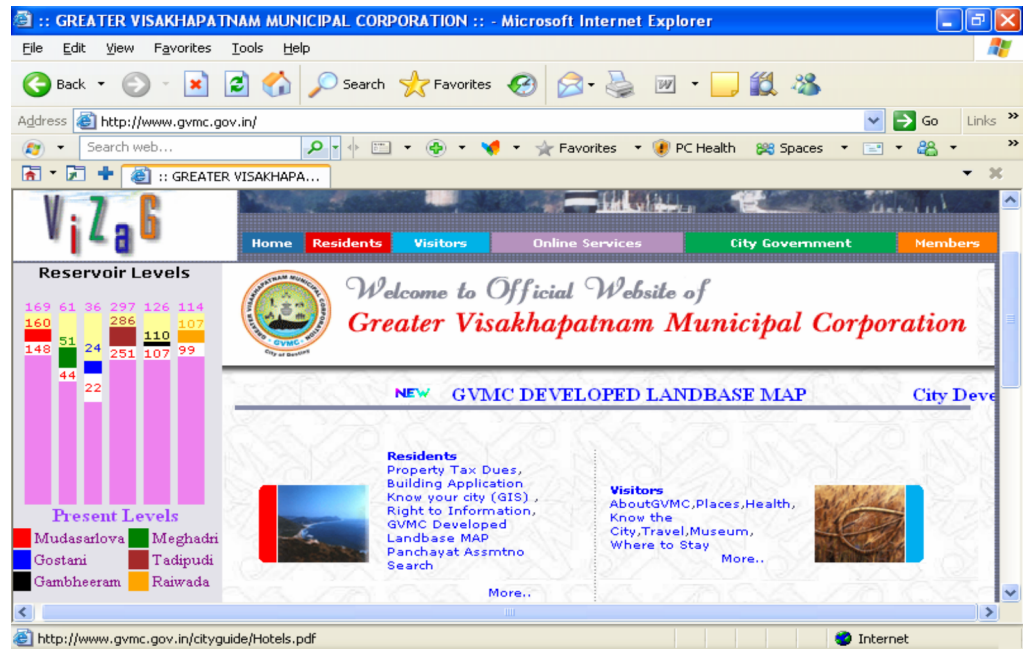 :: GREATER VISAKHAPATNAM MUNICIPAL CORPORATION :: - Microsoft Internet Explorer
File Edit View Favorites Tools Help
Back Search Favorites
Address http://www.gvmc.gov.in/ Go Links »
Search web... Favorites PC Health Spaces »
:: GREATER VISAKHAPA...
ViZaG
Home Residents Visitors Online Services City Government Members
Reservoir Levels
169 61 36 297 126 114
160 51 24 286 110 107
148 44 22 251 107 99
Present Levels
Mudasarlova Meghadri
Gostani Tadipudi
Gambheeram Raiwada
GREATER VISAKHAPATNAM MUNICIPAL CORPORATION
GVMC
City of Destiny
Welcome to Official Website of
Greater Visakhapatnam Municipal Corporation
NEW GVMC DEVELOPED LANDBASE MAP City Deve
Residents
Property Tax Dues,
Building Application
Know your city (GIS) ,
Right to Information,
GVMC Developed
Landbase MAP
Panchayat Assmtno
Search
More..
Visitors
AboutGVMC,Places,Health,
Know the
City,Travel,Museum,
Where to Stay
More..
http://www.gvmc.gov.in/cityguide/Hotels.pdf Internet